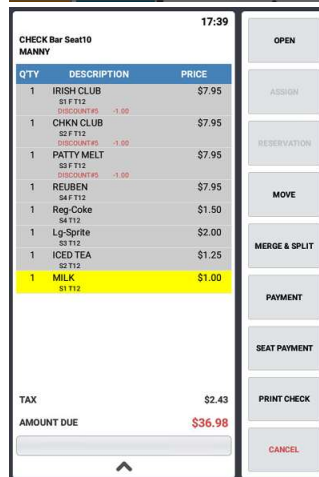 17:39
CHECK Bar Seat10
MANNY
Q'TY DESCRIPTION PRICE
1 IRISH CLUB $7.95
S1 F T12
DISCOUNT#5 -1.00
1 CHKN CLUB $7.95
S2 F T12
DISCOUNT#5 -1.00
1 PATTY MELT $7.95
S3 F T12
DISCOUNT#5 -1.00
1 REUBEN $7.95
S4 F T12
1 Reg-Coke $1.50
S4 T12
1 Lg-Sprite $2.00
S3 T12
1 ICED TEA $1.25
S2 T12
1 MILK $1.00
S1 T12
TAX $2.43
AMOUNT DUE $36.98
OPEN
ASSIGN
RESERVATION
MOVE
MERGE & SPLIT
PAYMENT
SEAT PAYMENT
PRINT CHECK
CANCEL